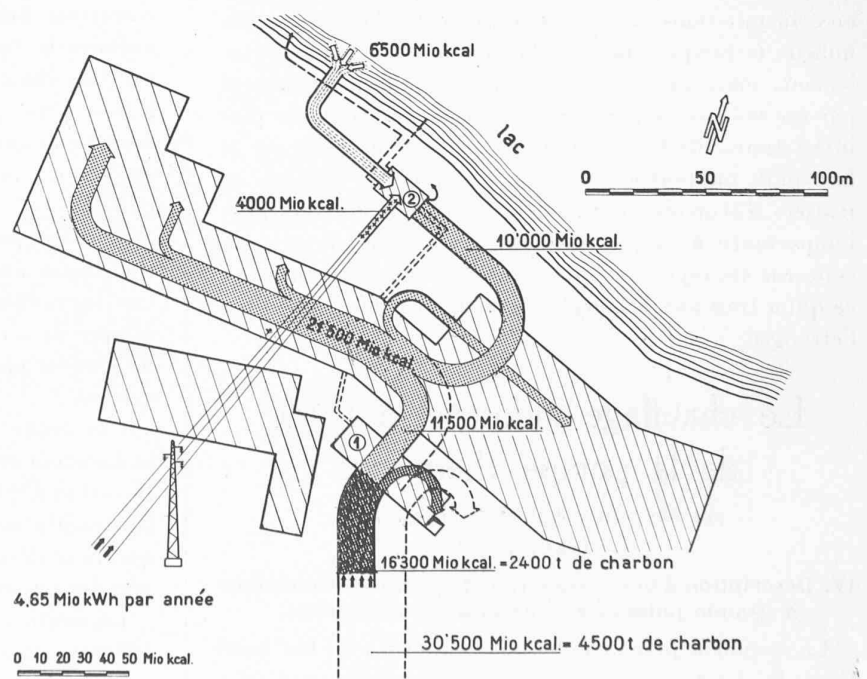 6500 Mio kcal
lac
N
0 50 100m
4000 Mio kcal.
2
10'000 Mio kcal.
21'500 Mio kcal.
11'500 Mio kcal.
1
16'300 Mio kcal. = 2400 t de charbon
4,65 Mio kWh par année
30'500 Mio kcal. = 4500 t de charbon
0 10 20 30 40 50 Mio kcal.